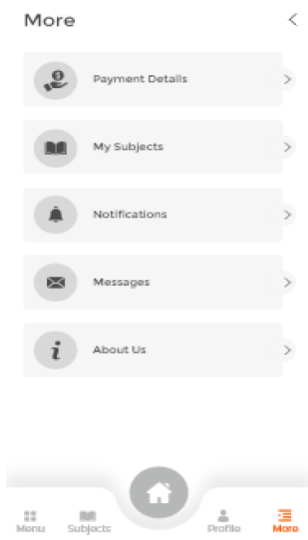 More
Payment Details
My Subjects
Notifications
Messages
About Us
Menu
Subjects
Profile
More